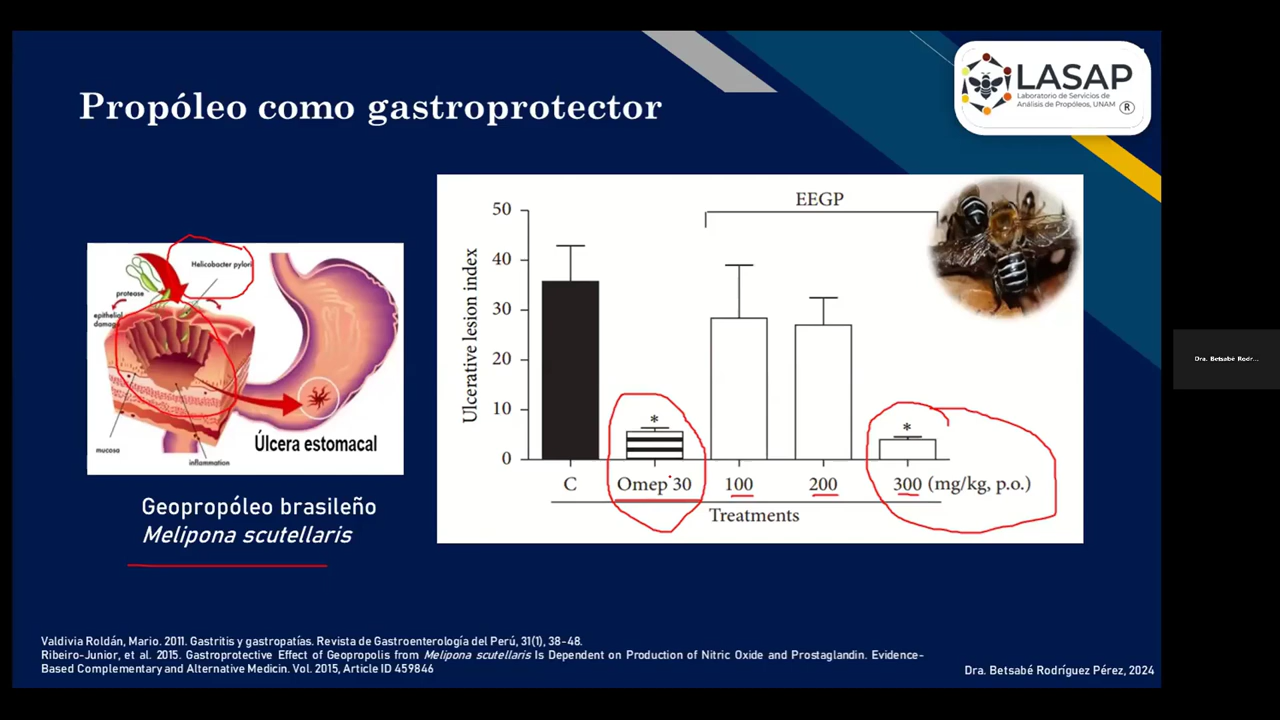 Propóleo como gastroprotector
LASAP
Laboratorio de Servicios de
Análisis de Propóleos, UNAM
®
Helicobacter pylori
protease
epithelial
damage
mucosa
inflammation
Úlcera estomacal
Geopropóleo brasileño
Melipona scutellaris
EEGP
Ulcerative lesion index
50
40
30
20
10
0
*
*
C Omep 30 100 200 300 (mg/kg, p.o.)
Treatments
Dra. Betsabé Rodr...
Valdivia Roldán, Mario. 2011. Gastritis y gastropatías. Revista de Gastroenterología del Perú, 31(1), 38-48.
Ribeiro-Junior, et al. 2015. Gastroprotective Effect of Geopropolis from Melipona scutellaris Is Dependent on Production of Nitric Oxide and Prostaglandin. Evidence-
Based Complementary and Alternative Medicin. Vol. 2015, Article ID 459846
Dra. Betsabé Rodríguez Pérez, 2024